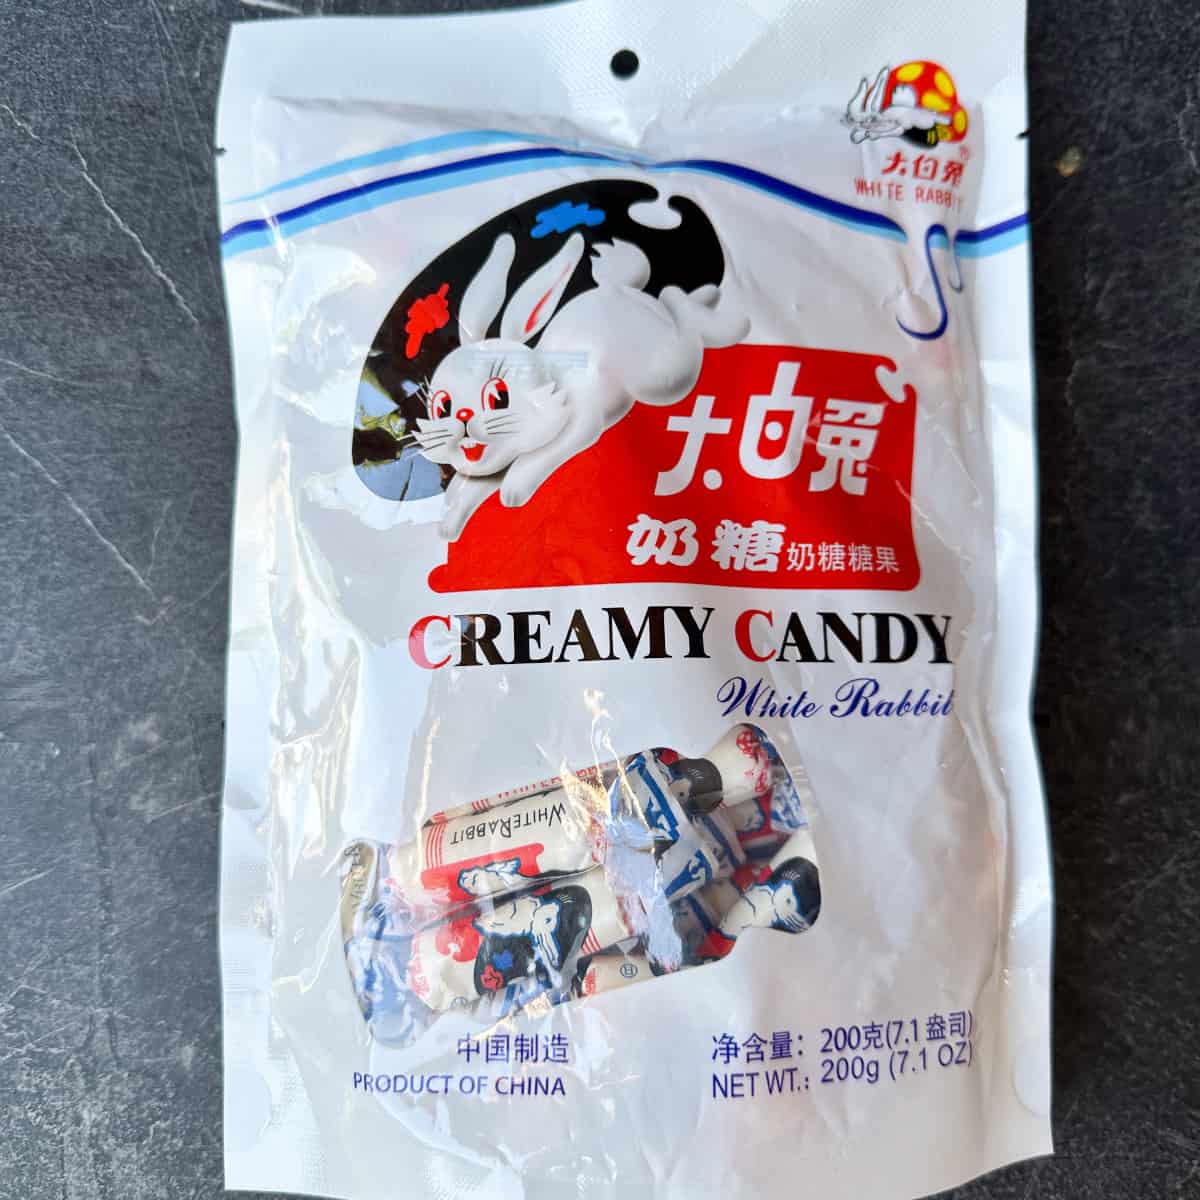 大白兔®
WHITE RABBIT
大白兔
奶糖 奶糖糖果
CREAMY CANDY
White Rabbit
WHITE RABBIT
WHITERABBIT
中国制造
PRODUCT OF CHINA
净含量: 200克(7.1 盎司)
NET WT.: 200g (7.1 OZ)